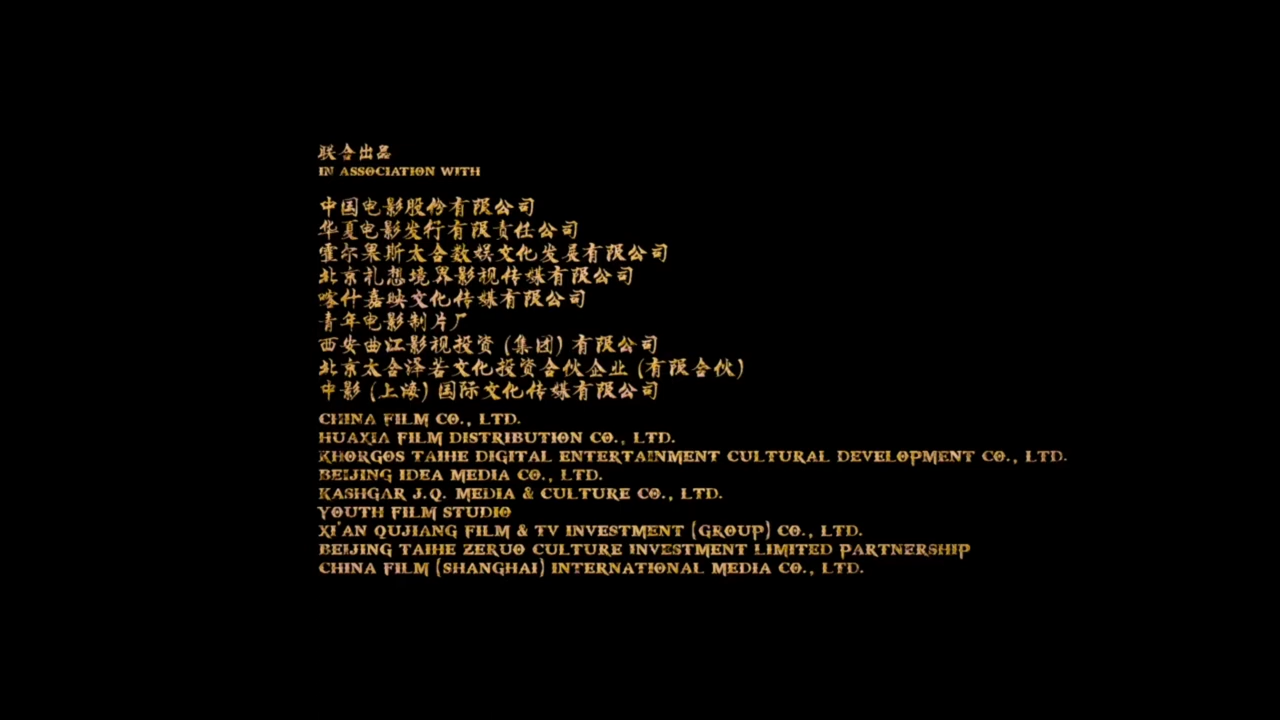 联合出品
IN ASSOCIATION WITH
中国电影股份有限公司
华夏电影发行有限责任公司
霍尔果斯太合数娱文化发展有限公司
北京礼想境界影视传媒有限公司
喀什嘉映文化传媒有限公司
青年电影制片厂
西安曲江影视投资(集团)有限公司
北京太合泽若文化投资合伙企业(有限合伙)
中影(上海)国际文化传媒有限公司
CHINA FILM CO., LTD.
HUAXIA FILM DISTRIBUTION CO., LTD.
KHORGOS TAIHE DIGITAL ENTERTAINMENT CULTURAL DEVELOPMENT CO., LTD.
BEIJING IDEA MEDIA CO., LTD.
KASHGAR J.Q. MEDIA & CULTURE CO., LTD.
YOUTH FILM STUDIO
XI'AN QUJIANG FILM & TV INVESTMENT (GROUP) CO., LTD.
BEIJING TAIHE ZERUO CULTURE INVESTMENT LIMITED PARTNERSHIP
CHINA FILM (SHANGHAI) INTERNATIONAL MEDIA CO., LTD.